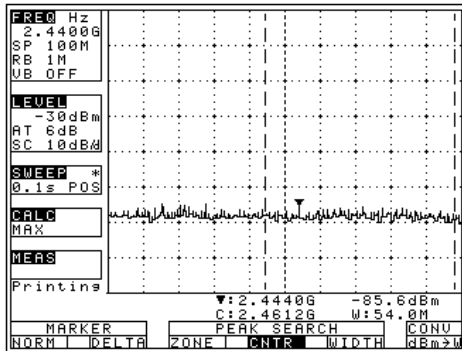 FREQ Hz
2.4400G
SP 100M
RB 1M
VB OFF
LEVEL
-30dBm
AT 6dB
SC 10dB/d
SWEEP *
0.1s POS
CALC
MAX
MEAS
Printing
▼:2.4440G -85.6dBm
C:2.4612G W:54.0M
MARKER PEAK SEARCH CONV
NORM DELTA ZONE CNTR WIDTH dBm→W